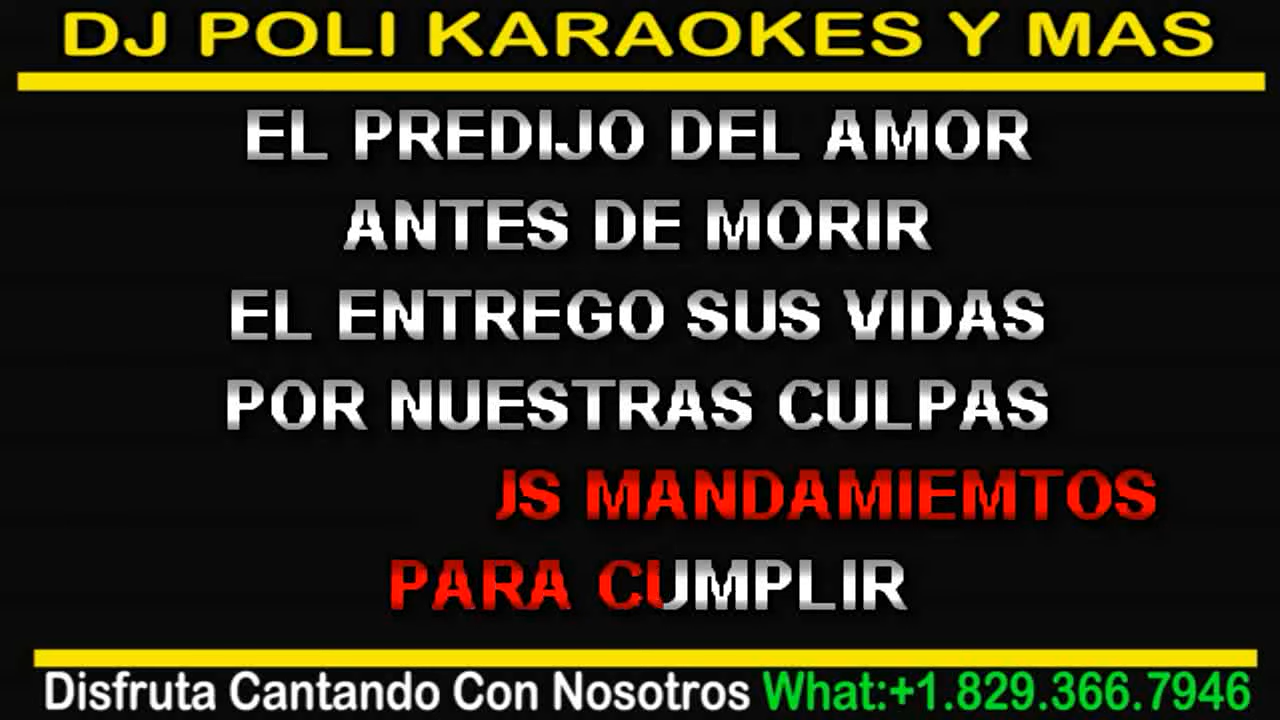 DJ POLI KARAOKES Y MAS
EL PREDIJO DEL AMOR
ANTES DE MORIR
EL ENTREGO SUS VIDAS
POR NUESTRAS CULPAS
MANDAMIEMTOS
PARA CUMPLIR
Disfruta Cantando Con Nosotros What:+1.829.366.7946